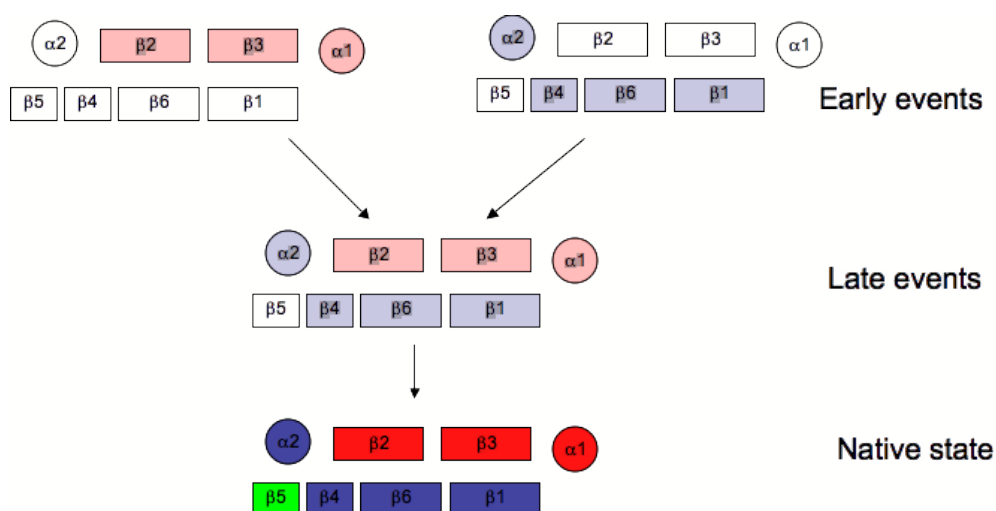 α2 β2 β3 α1
β5 β4 β6 β1
α2 β2 β3 α1
β5 β4 β6 β1
Early events
α2 β2 β3 α1
β5 β4 β6 β1
Late events
α2 β2 β3 α1
β5 β4 β6 β1
Native state